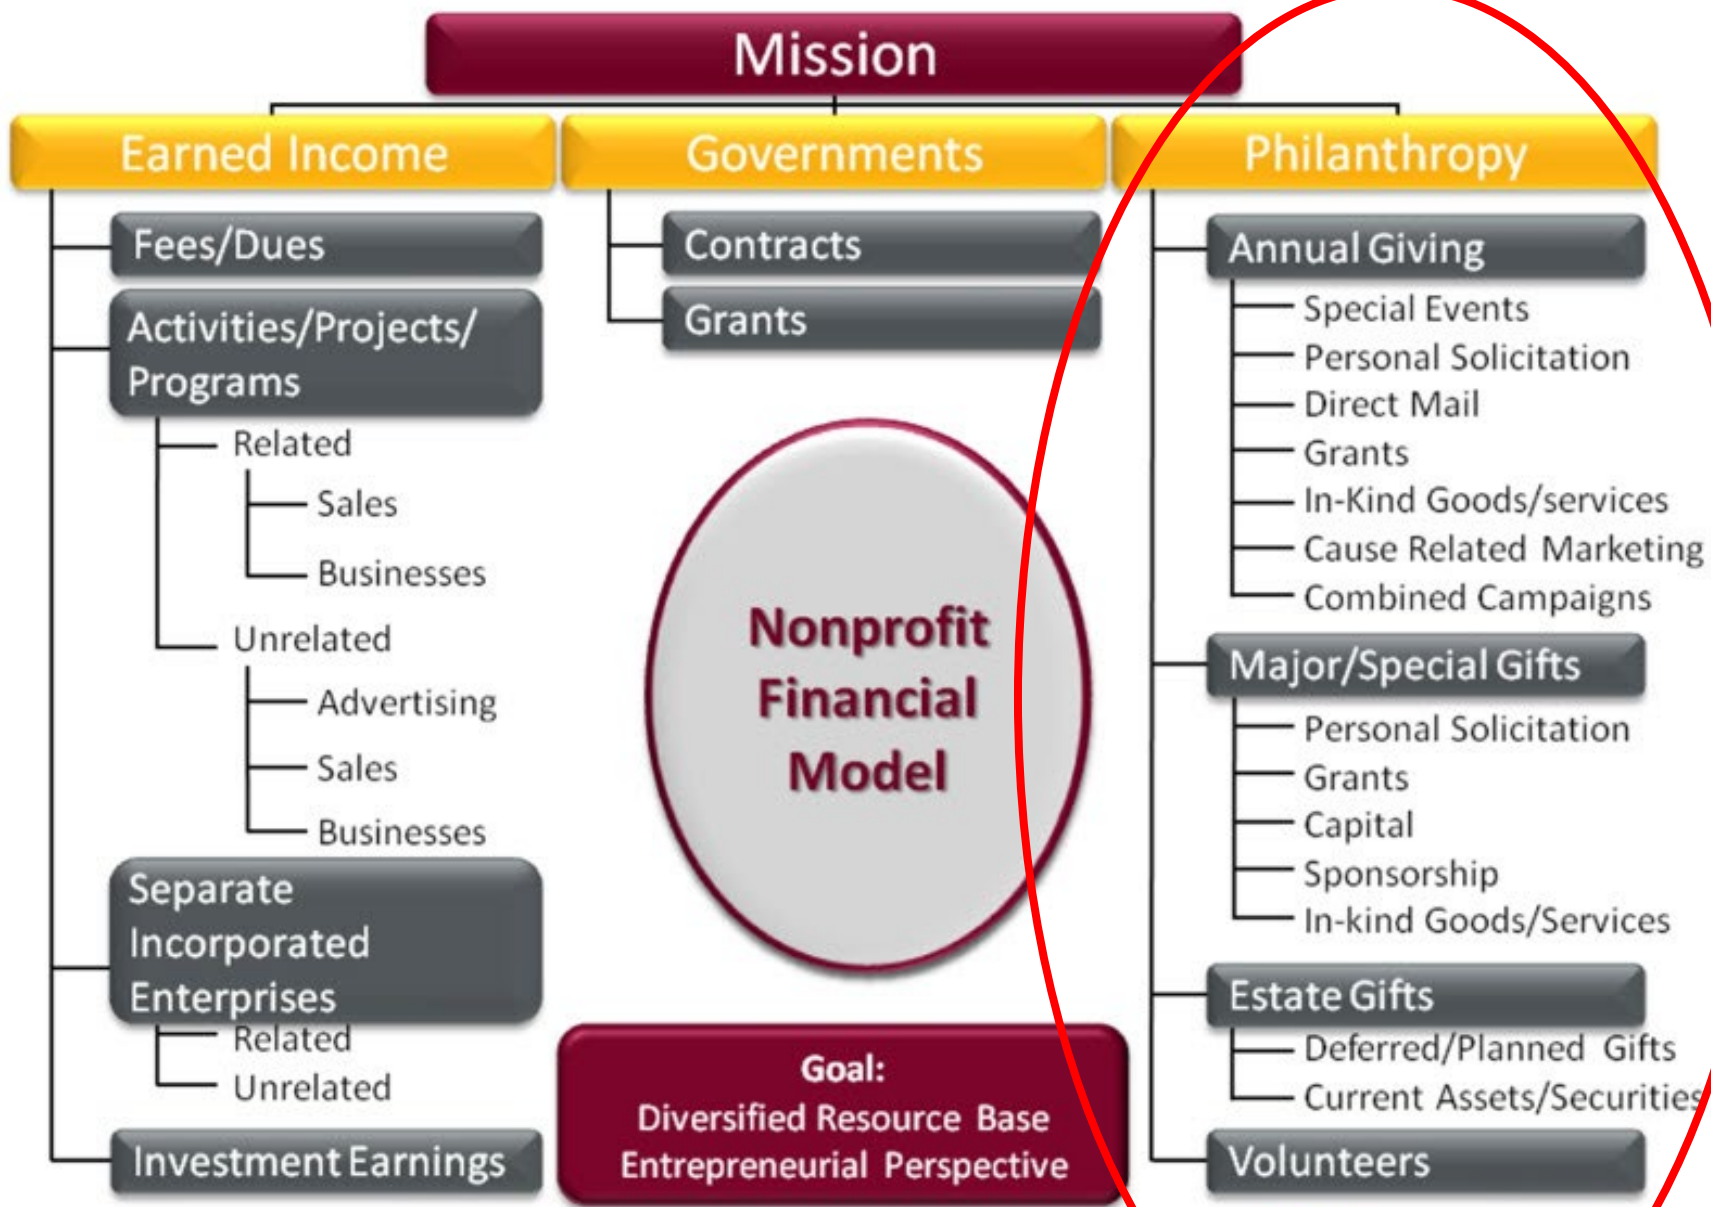 Mission
Earned Income
Fees/Dues
Activities/Projects/
Programs
Related
Sales
Businesses
Unrelated
Advertising
Sales
Businesses
Separate
Incorporated
Enterprises
Related
Unrelated
Investment Earnings
Governments
Contracts
Grants
Nonprofit
Financial
Model
Goal:
Diversified Resource Base
Entrepreneurial Perspective
Philanthropy
Annual Giving
Special Events
Personal Solicitation
Direct Mail
Grants
In-Kind Goods/services
Cause Related Marketing
Combined Campaigns
Major/Special Gifts
Personal Solicitation
Grants
Capital
Sponsorship
In-kind Goods/Services
Estate Gifts
Deferred/Planned Gifts
Current Assets/Securities
Volunteers